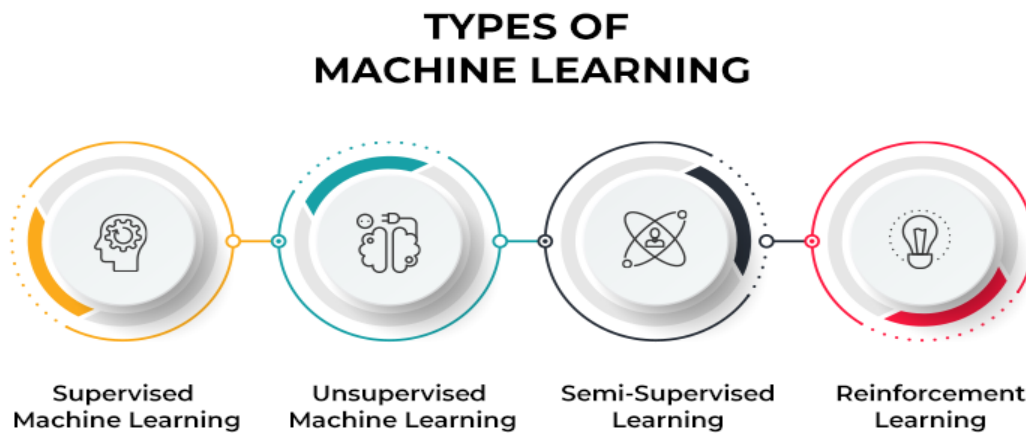 TYPES OF
MACHINE LEARNING
Supervised
Machine Learning
Unsupervised
Machine Learning
Semi-Supervised
Learning
Reinforcement
Learning